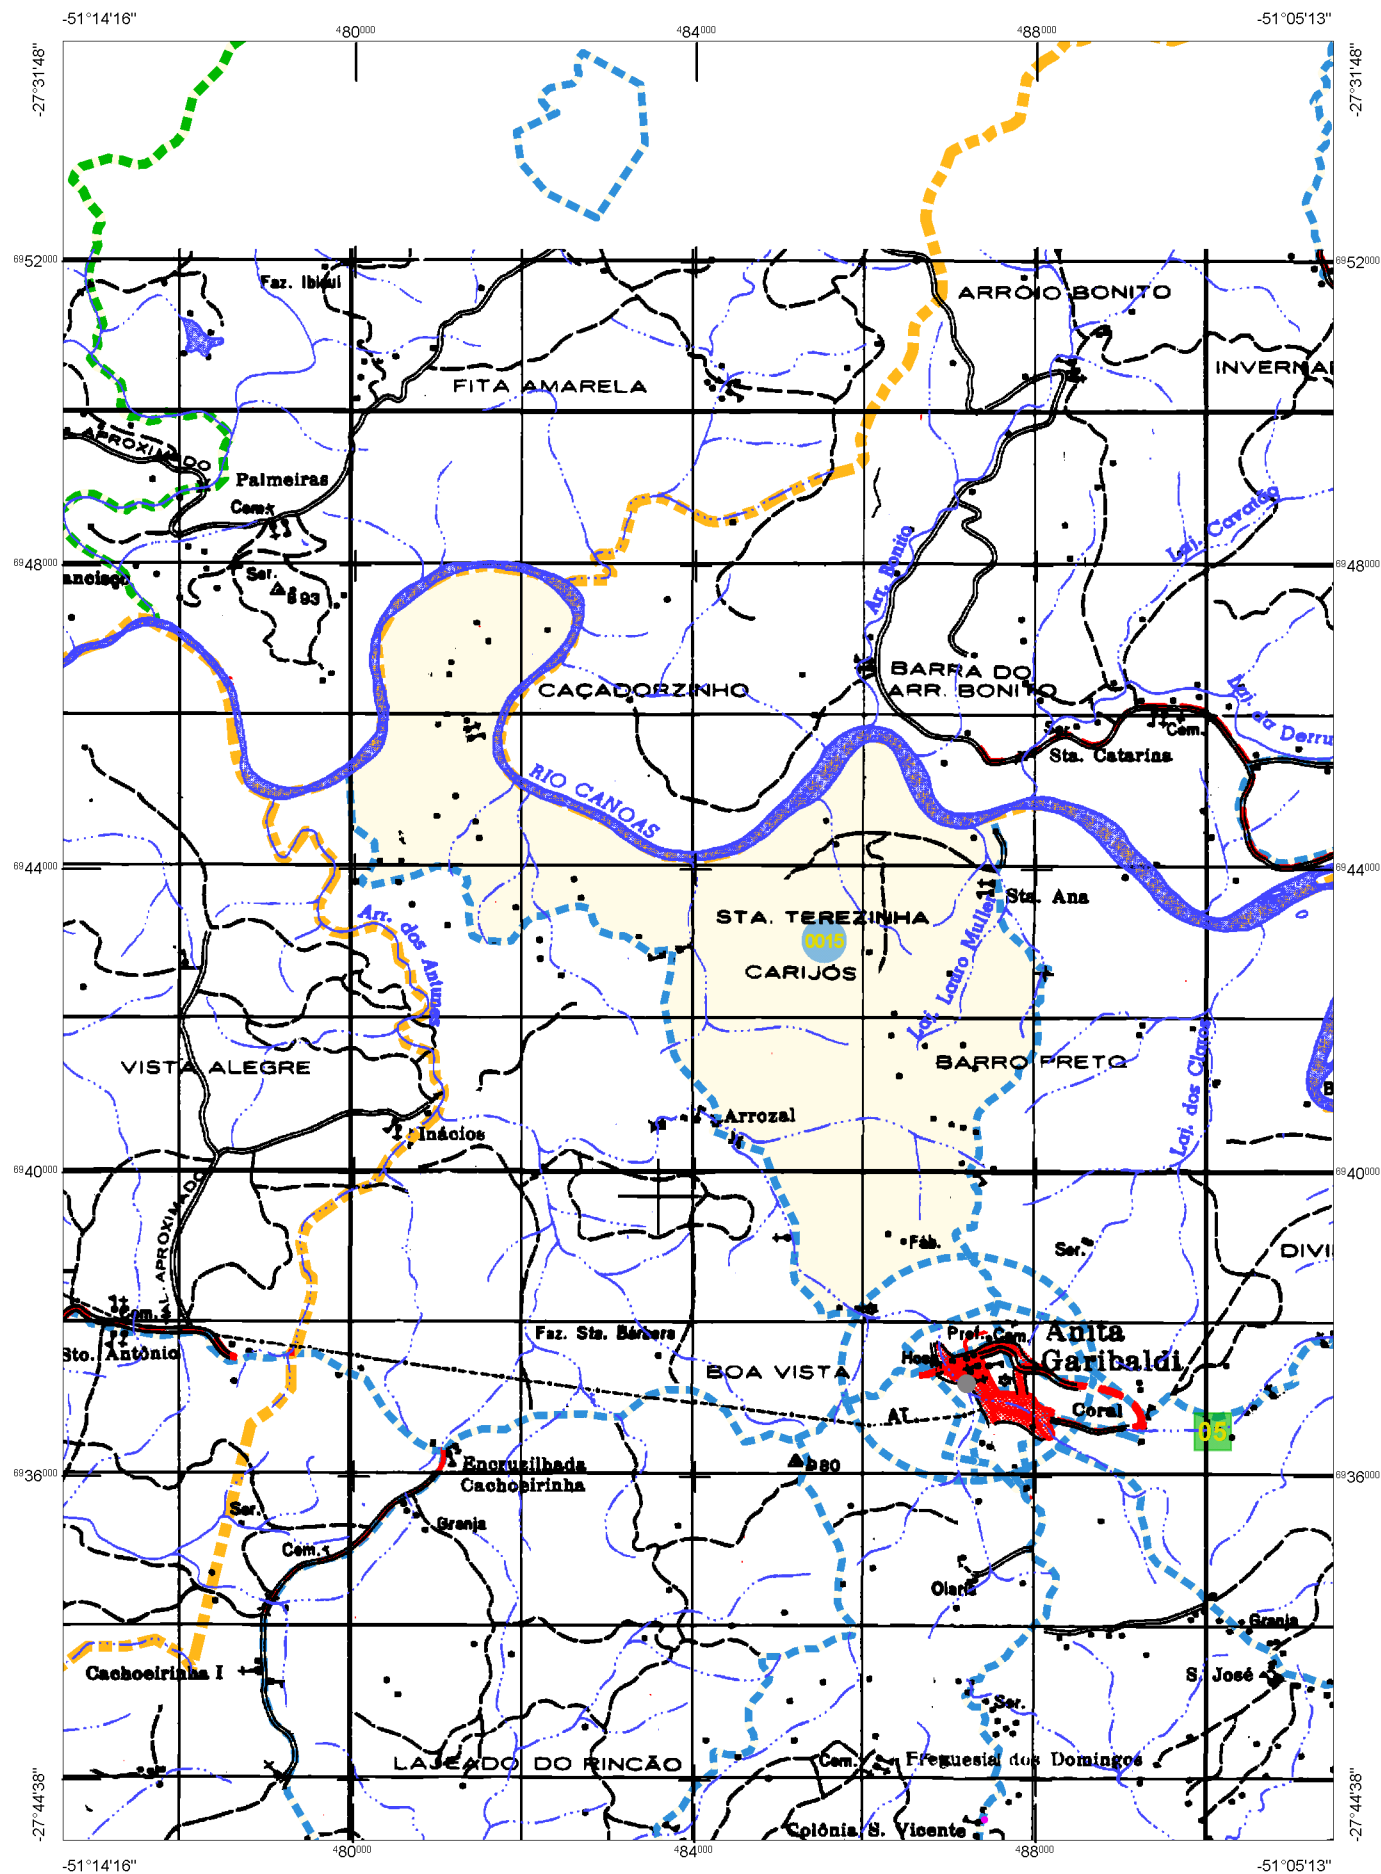 -51°14'16"
-51°05'13"
480000
484000
488000
-27°31'48"
-27°31'48"
6952000
6952000
Faz. Ibicuí
ARROIO BONITO
INVERNA
FITA AMARELA
APROXIMADO
Palmeiras
Cem.
Laj. Cavatão
Arr. Bonito
6948000
6948000
ancisco
Ser.
893
BARRA DO
ARR. BONITO
CAÇADORZINHO
Laj. da Derru
Ser.
Cem.
Sta. Catarina
RIO CANOAS
6944000
6944000
Sta. Ana
Arr. dos Antunes
STA. TEREZINHA
0015
CARIJÓS
Laj. Lauro Muller
VISTA ALEGRE
BARRO PRETO
Laj. dos Claros
B
Arrozal
Inácios
6940000
6940000
AL. APROXIMADO
Fáb.
Ser.
DIVI
Cem.
Faz. Sta. Bárbara
Pref.
Cem.
Anita
Garibaldi
Sto. Antônio
Hosp.
BOA VISTA
AT.
Coral
05
6936000
6936000
Encruzilhada
Cachoeirinha
980
Ser.
Granja
Cem.
Olaria
Granja
Cachoeirinha I
S. José
Ser.
LAJEADO DO RINCÃO
Cem.
Freguesia dos Domingos
Colônia S. Vicente
-27°44'38"
-27°44'38"
480000
484000
488000
-51°14'16"
-51°05'13"